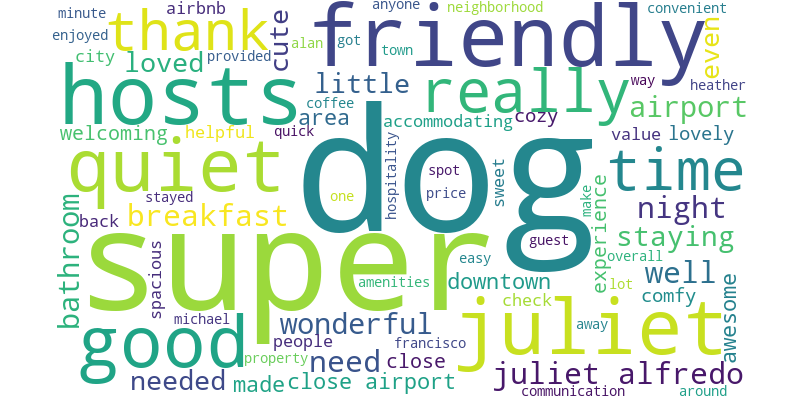 minute airbnb anyone neighborhood convenient
enjoyed thank cute alan got friendly even
city loved provided town
hosts little really way heather
coffee area accommodating cozy airport
welcoming helpful quick value lovely
quiet dog hospitality spot sweet time
stayed one price make night
bathroom back breakfast guest experience staying
super spacious easy overall
amenities downtown check lot well comfy
good michael wonderful juliet away awesome
people francisco
property need close juliet alfredo
needed made close airport communication around